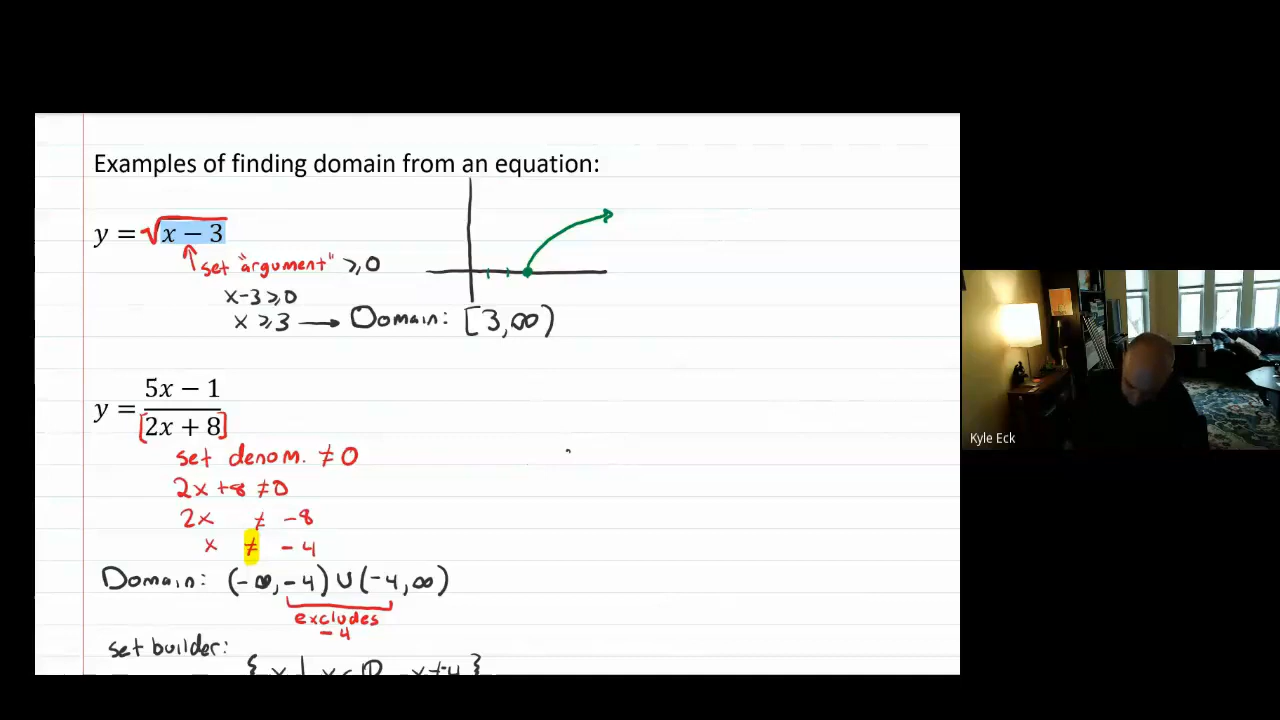 Examples of finding domain from an equation:
y = √x − 3
set "argument" ≥ 0
x-3 ≥ 0
x ≥ 3 → Domain: [3,∞)
y = 5x − 1
[2x + 8]
set denom. ≠ 0
2x +8 ≠ 0
2x ≠ -8
x ≠ -4
Domain: (-∞,-4) ∪ (-4,∞)
excludes
-4
set builder:
Kyle Eck